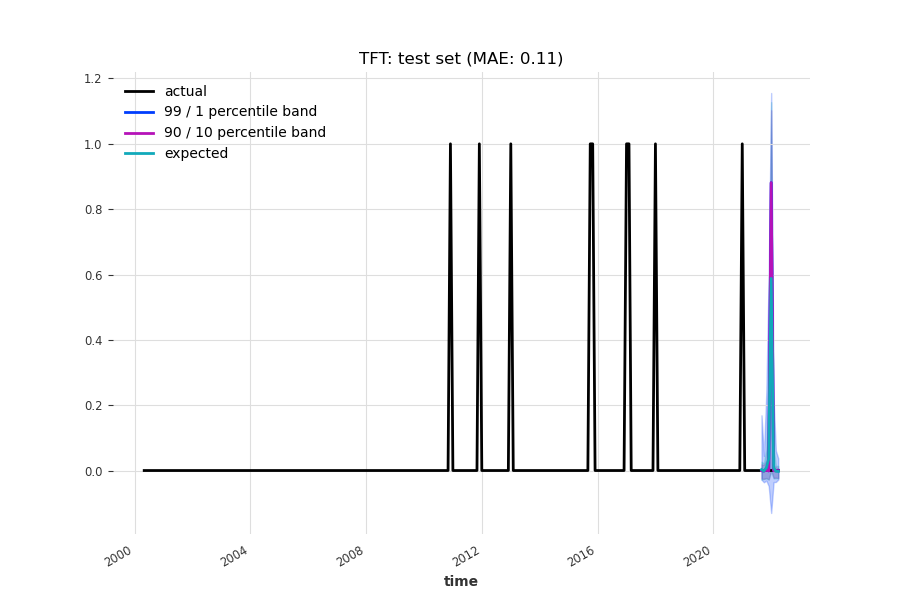 TFT: test set (MAE: 0.11)
1.2
1.0
0.8
0.6
0.4
0.2
0.0
actual
99 / 1 percentile band
90 / 10 percentile band
expected
2000
2004
2008
2012
2016
2020
time